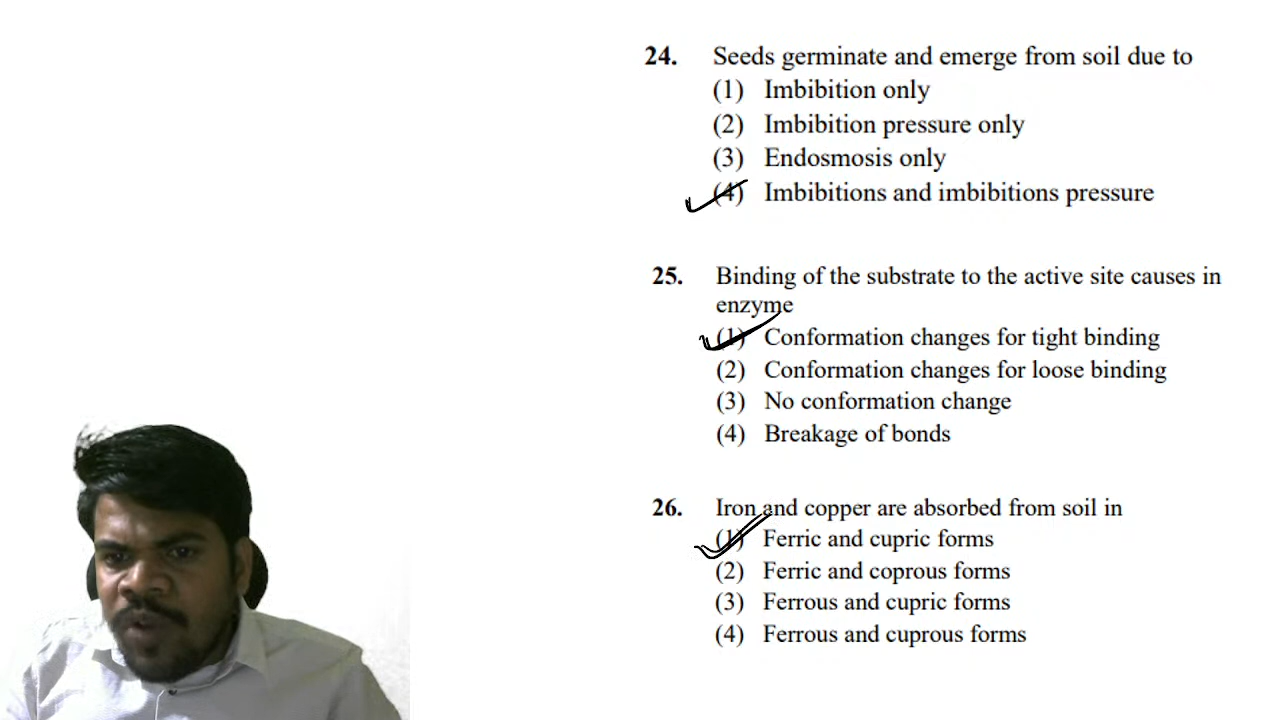 24. Seeds germinate and emerge from soil due to
(1) Imbibition only
(2) Imbibition pressure only
(3) Endosmosis only
(4) Imbibitions and imbibitions pressure
25. Binding of the substrate to the active site causes in
enzyme
(1) Conformation changes for tight binding
(2) Conformation changes for loose binding
(3) No conformation change
(4) Breakage of bonds
26. Iron and copper are absorbed from soil in
(1) Ferric and cupric forms
(2) Ferric and coprous forms
(3) Ferrous and cupric forms
(4) Ferrous and cuprous forms